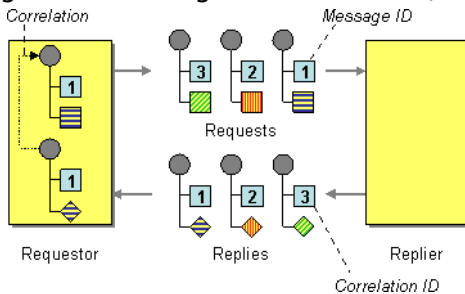 Correlation
Message ID
1
3
2
1
Requests
1
1
2
3
Requestor
Replies
Replier
Correlation ID